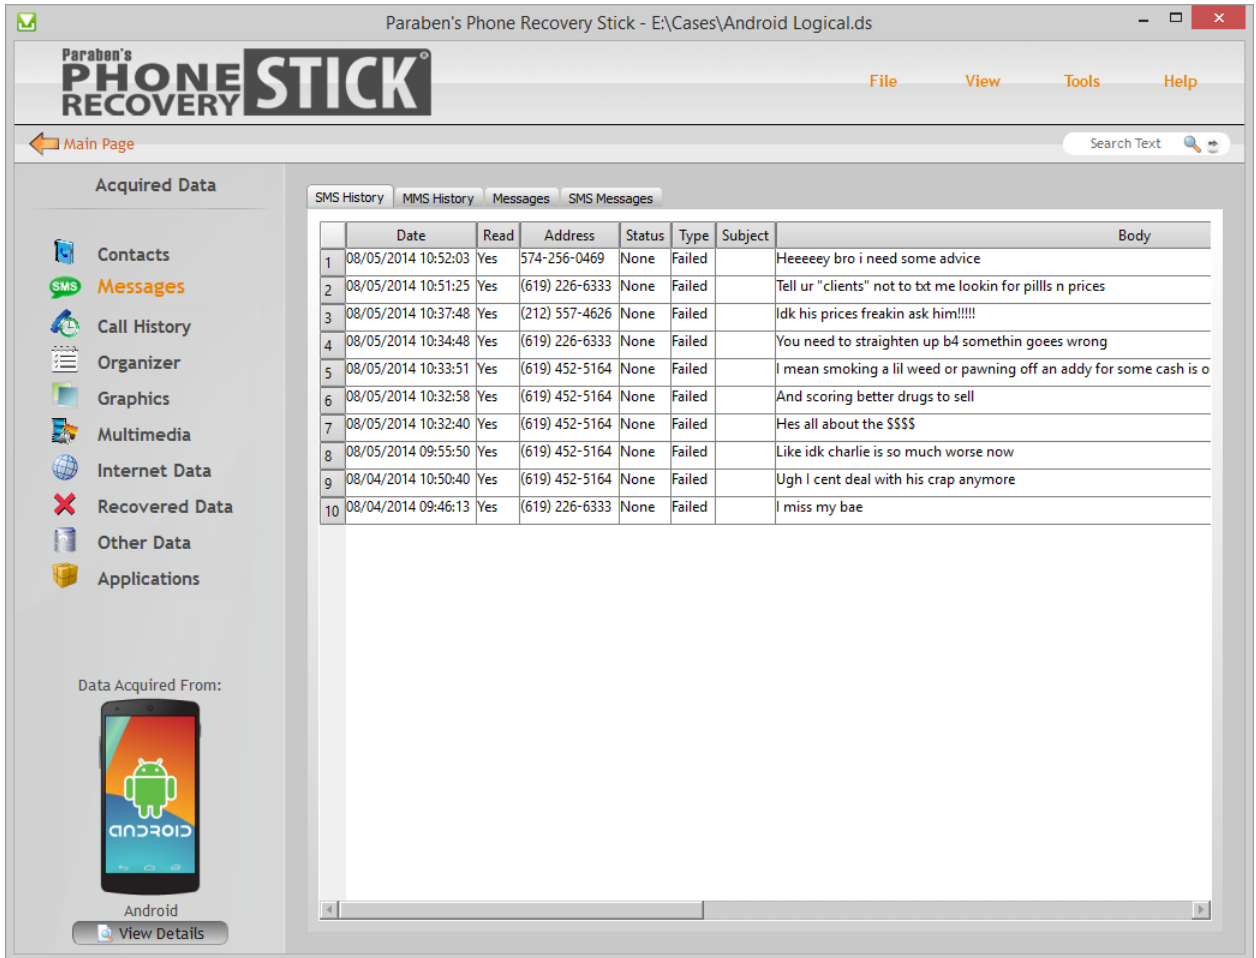 Paraben's Phone Recovery Stick - E:\Cases\Android Logical.ds
Paraben's
PHONE RECOVERY STICK®
File View Tools Help
Main Page
Search Text
Acquired Data
Contacts
SMS Messages
Call History
Organizer
Graphics
Multimedia
Internet Data
Recovered Data
Other Data
Applications
Data Acquired From:
ANDROID
Android
View Details
SMS History MMS History Messages SMS Messages
Date Read Address Status Type Subject Body
1 08/05/2014 10:52:03 Yes 574-256-0469 None Failed Heeeeey bro i need some advice
2 08/05/2014 10:51:25 Yes (619) 226-6333 None Failed Tell ur "clients" not to txt me lookin for pillls n prices
3 08/05/2014 10:37:48 Yes (212) 557-4626 None Failed Idk his prices freakin ask him!!!!!
4 08/05/2014 10:34:48 Yes (619) 226-6333 None Failed You need to straighten up b4 somethin goees wrong
5 08/05/2014 10:33:51 Yes (619) 452-5164 None Failed I mean smoking a lil weed or pawning off an addy for some cash is o
6 08/05/2014 10:32:58 Yes (619) 452-5164 None Failed And scoring better drugs to sell
7 08/05/2014 10:32:40 Yes (619) 452-5164 None Failed Hes all about the $$$$
8 08/05/2014 09:55:50 Yes (619) 452-5164 None Failed Like idk charlie is so much worse now
9 08/04/2014 10:50:40 Yes (619) 452-5164 None Failed Ugh I cent deal with his crap anymore
10 08/04/2014 09:46:13 Yes (619) 226-6333 None Failed I miss my bae